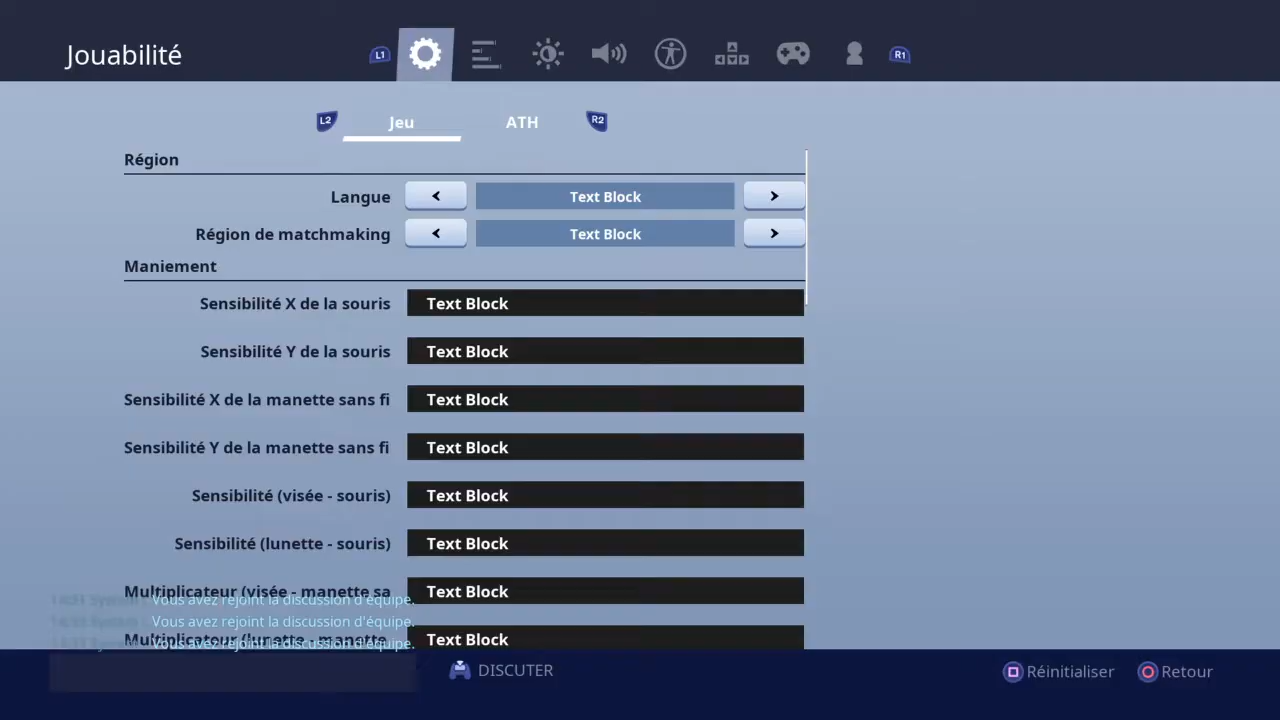 Jouabilité
L1
R1
L2
Jeu
ATH
R2
Région
Langue
<
Text Block
>
Région de matchmaking
<
Text Block
>
Maniement
Sensibilité X de la souris
Text Block
Sensibilité Y de la souris
Text Block
Sensibilité X de la manette sans fi
Text Block
Sensibilité Y de la manette sans fi
Text Block
Sensibilité (visée - souris)
Text Block
Sensibilité (lunette - souris)
Text Block
Multiplicateur (visée - manette sa
Text Block
Vous avez rejoint la discussion d'équipe.
Vous avez rejoint la discussion d'équipe.
Multiplicateur (lunette - manette
Text Block
Vous avez rejoint la discussion d'équipe.
DISCUTER
Réinitialiser
Retour